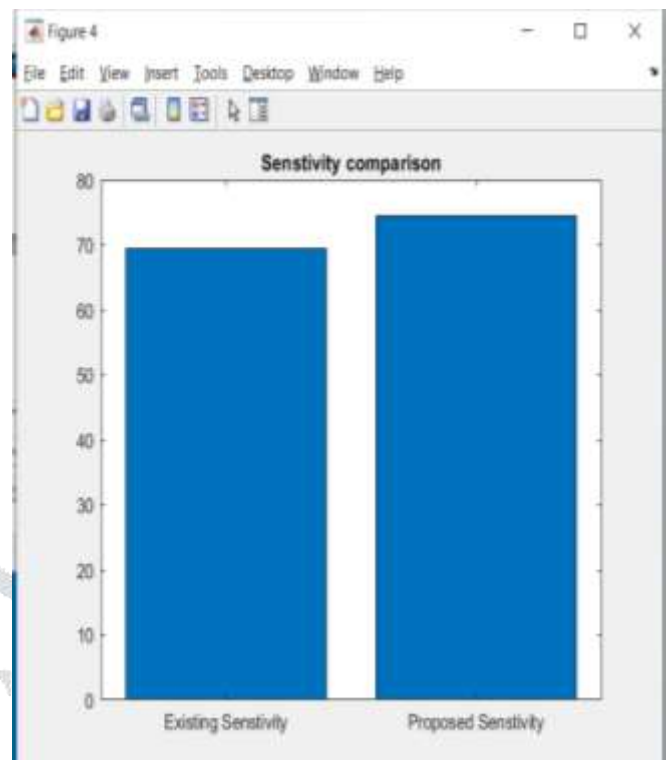 Figure 4
File Edit View Insert Tools Desktop Window Help
Senstivity comparison
80
70
60
50
40
30
20
10
0
Existing Senstivity Proposed Senstivity